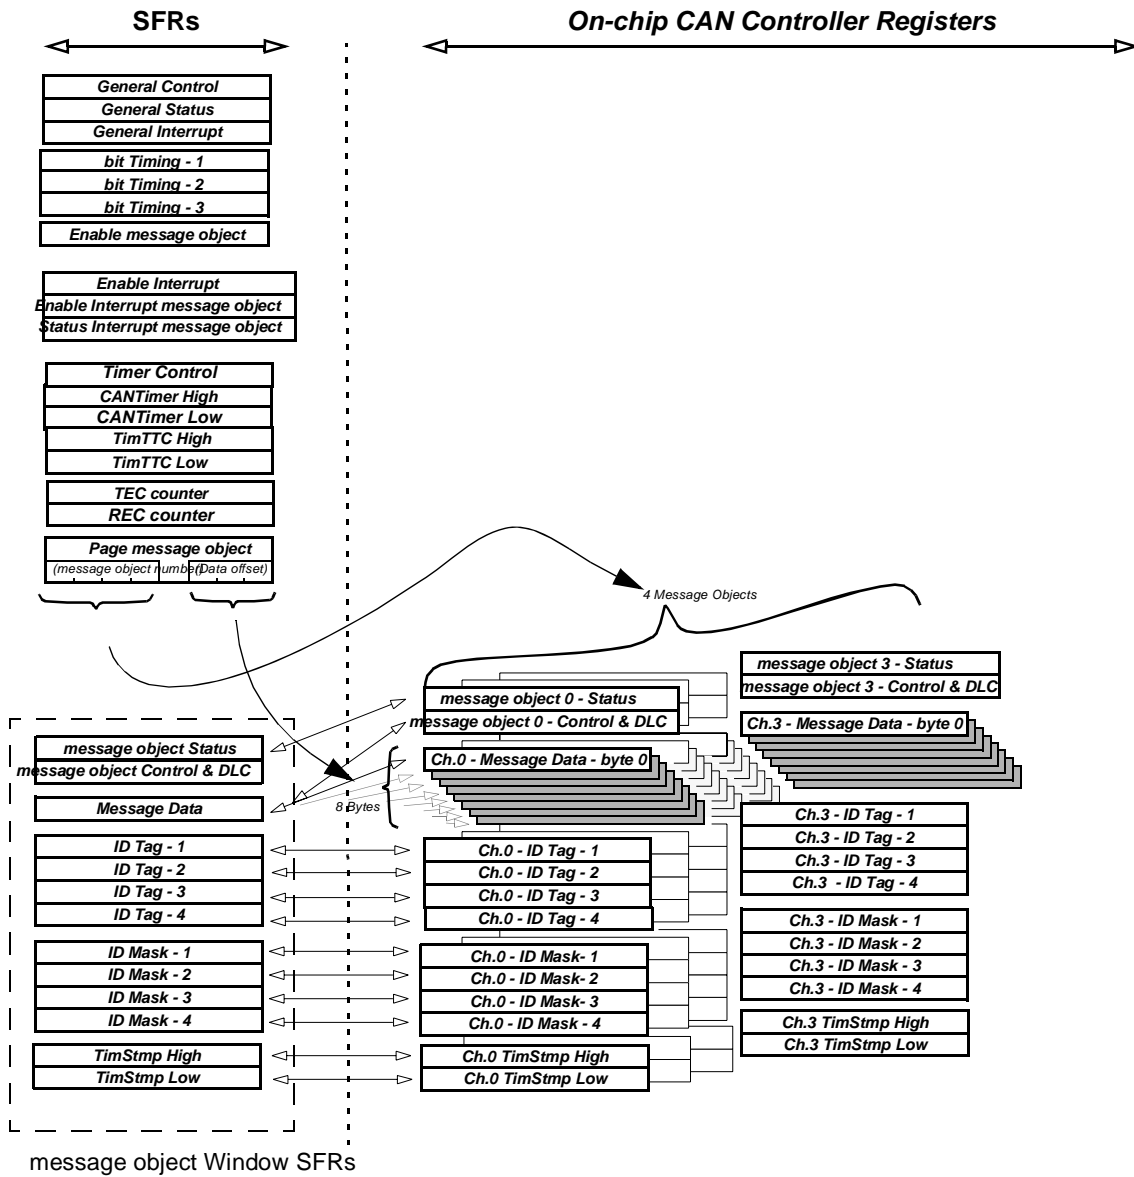 SFRs
On-chip CAN Controller Registers
General Control
General Status
General Interrupt
bit Timing - 1
bit Timing - 2
bit Timing - 3
Enable message object
Enable Interrupt
Enable Interrupt message object
Status Interrupt message object
Timer Control
CANTimer High
CANTimer Low
TimTTC High
TimTTC Low
TEC counter
REC counter
Page message object
(message object number)
(Data offset)
4 Message Objects
message object Status
message object Control & DLC
Message Data
ID Tag - 1
ID Tag - 2
ID Tag - 3
ID Tag - 4
ID Mask - 1
ID Mask - 2
ID Mask - 3
ID Mask - 4
TimStmp High
TimStmp Low
message object Window SFRs
8 Bytes
message object 0 - Status
message object 0 - Control & DLC
Ch.0 - Message Data - byte 0
Ch.0 - ID Tag - 1
Ch.0 - ID Tag - 2
Ch.0 - ID Tag - 3
Ch.0 - ID Tag - 4
Ch.0 - ID Mask- 1
Ch.0 - ID Mask- 2
Ch.0 - ID Mask- 3
Ch.0 - ID Mask - 4
Ch.0 TimStmp High
Ch.0 TimStmp Low
message object 3 - Status
message object 3 - Control & DLC
Ch.3 - Message Data - byte 0
Ch.3 - ID Tag - 1
Ch.3 - ID Tag - 2
Ch.3 - ID Tag - 3
Ch.3 - ID Tag - 4
Ch.3 - ID Mask - 1
Ch.3 - ID Mask - 2
Ch.3 - ID Mask - 3
Ch.3 - ID Mask - 4
Ch.3 TimStmp High
Ch.3 TimStmp Low